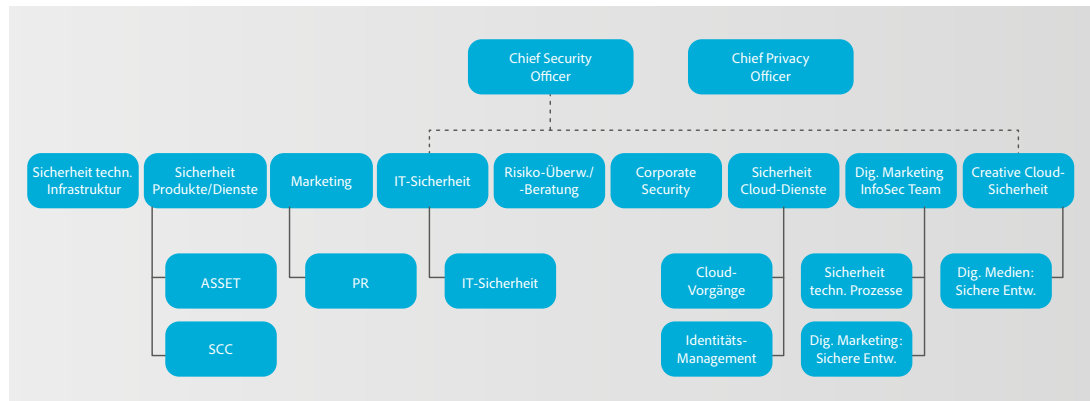 Chief Security
Officer
Chief Privacy
Officer
Sicherheit techn.
Infrastruktur
Sicherheit
Produkte/Dienste
Marketing
IT-Sicherheit
Risiko-Überw./
-Beratung
Corporate
Security
Sicherheit
Cloud-Dienste
Dig. Marketing
InfoSec Team
Creative Cloud-
Sicherheit
ASSET
PR
IT-Sicherheit
Cloud-
Vorgänge
Sicherheit
techn. Prozesse
Dig. Medien:
Sichere Entw.
SCC
Identitäts-
Management
Dig. Marketing:
Sichere Entw.